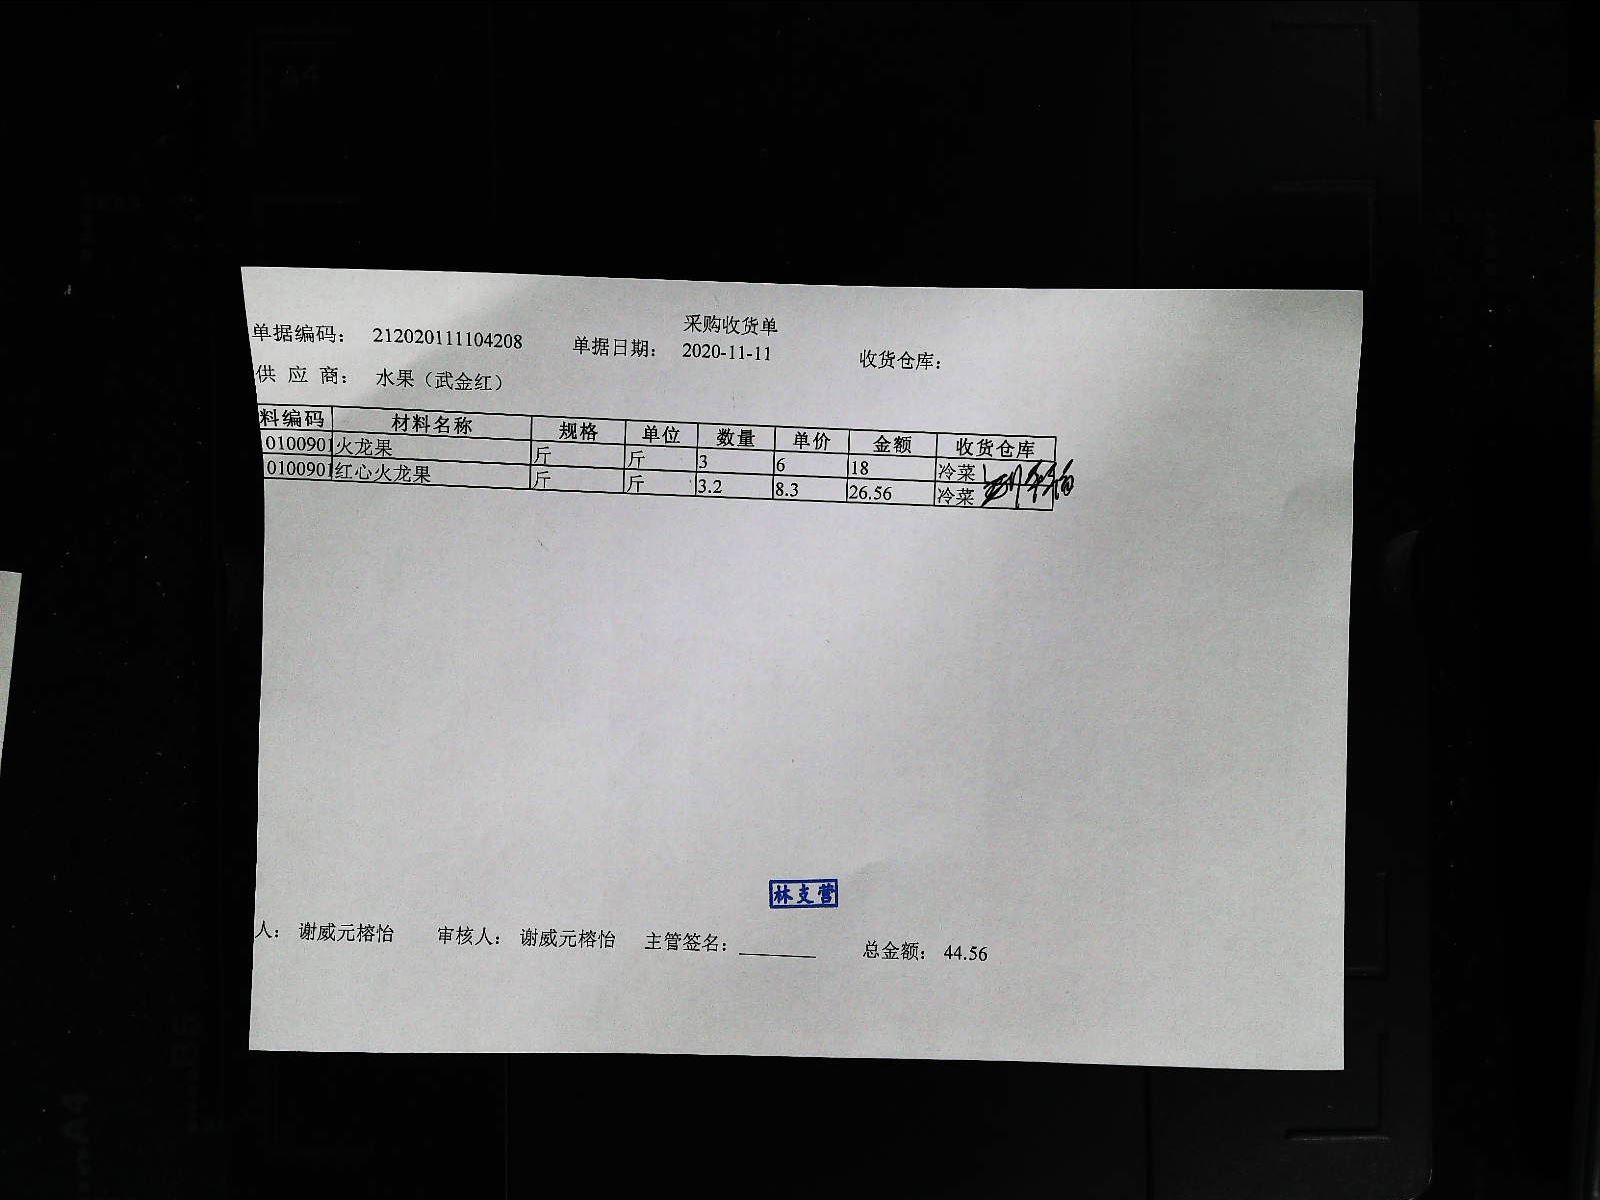 采购收货单
单据编码： 212020111104208 单据日期： 2020-11-11 收货仓库：
供 应 商： 水果（武金红）
料编码 材料名称 规格 单位 数量 单价 金额 收货仓库
0100901 火龙果 斤 斤 3 6 18 冷菜
0100901 红心火龙果 斤 斤 3.2 8.3 26.56 冷菜
林支营
人： 谢威元榕怡 审核人： 谢威元榕怡 主管签名： 总金额： 44.56